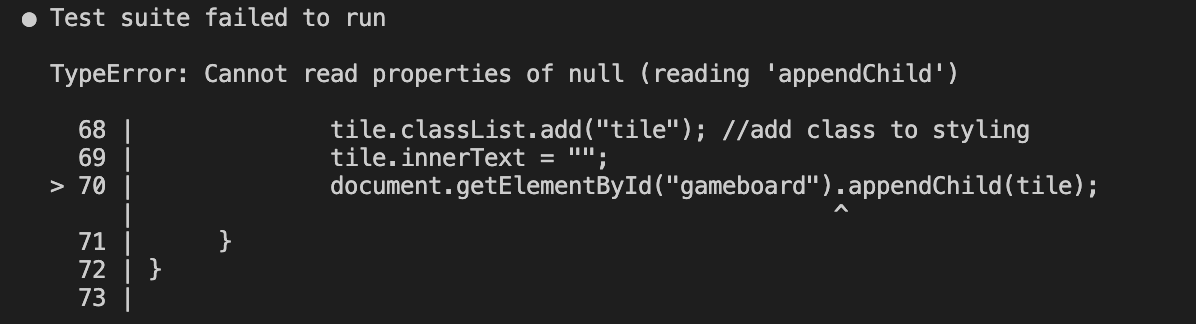 ● Test suite failed to run
TypeError: Cannot read properties of null (reading 'appendChild')
68 | tile.classList.add("tile"); //add class to styling
69 | tile.innerText = "";
> 70 | document.getElementById("gameboard").appendChild(tile);
| ^
71 | }
72 | }
73 |